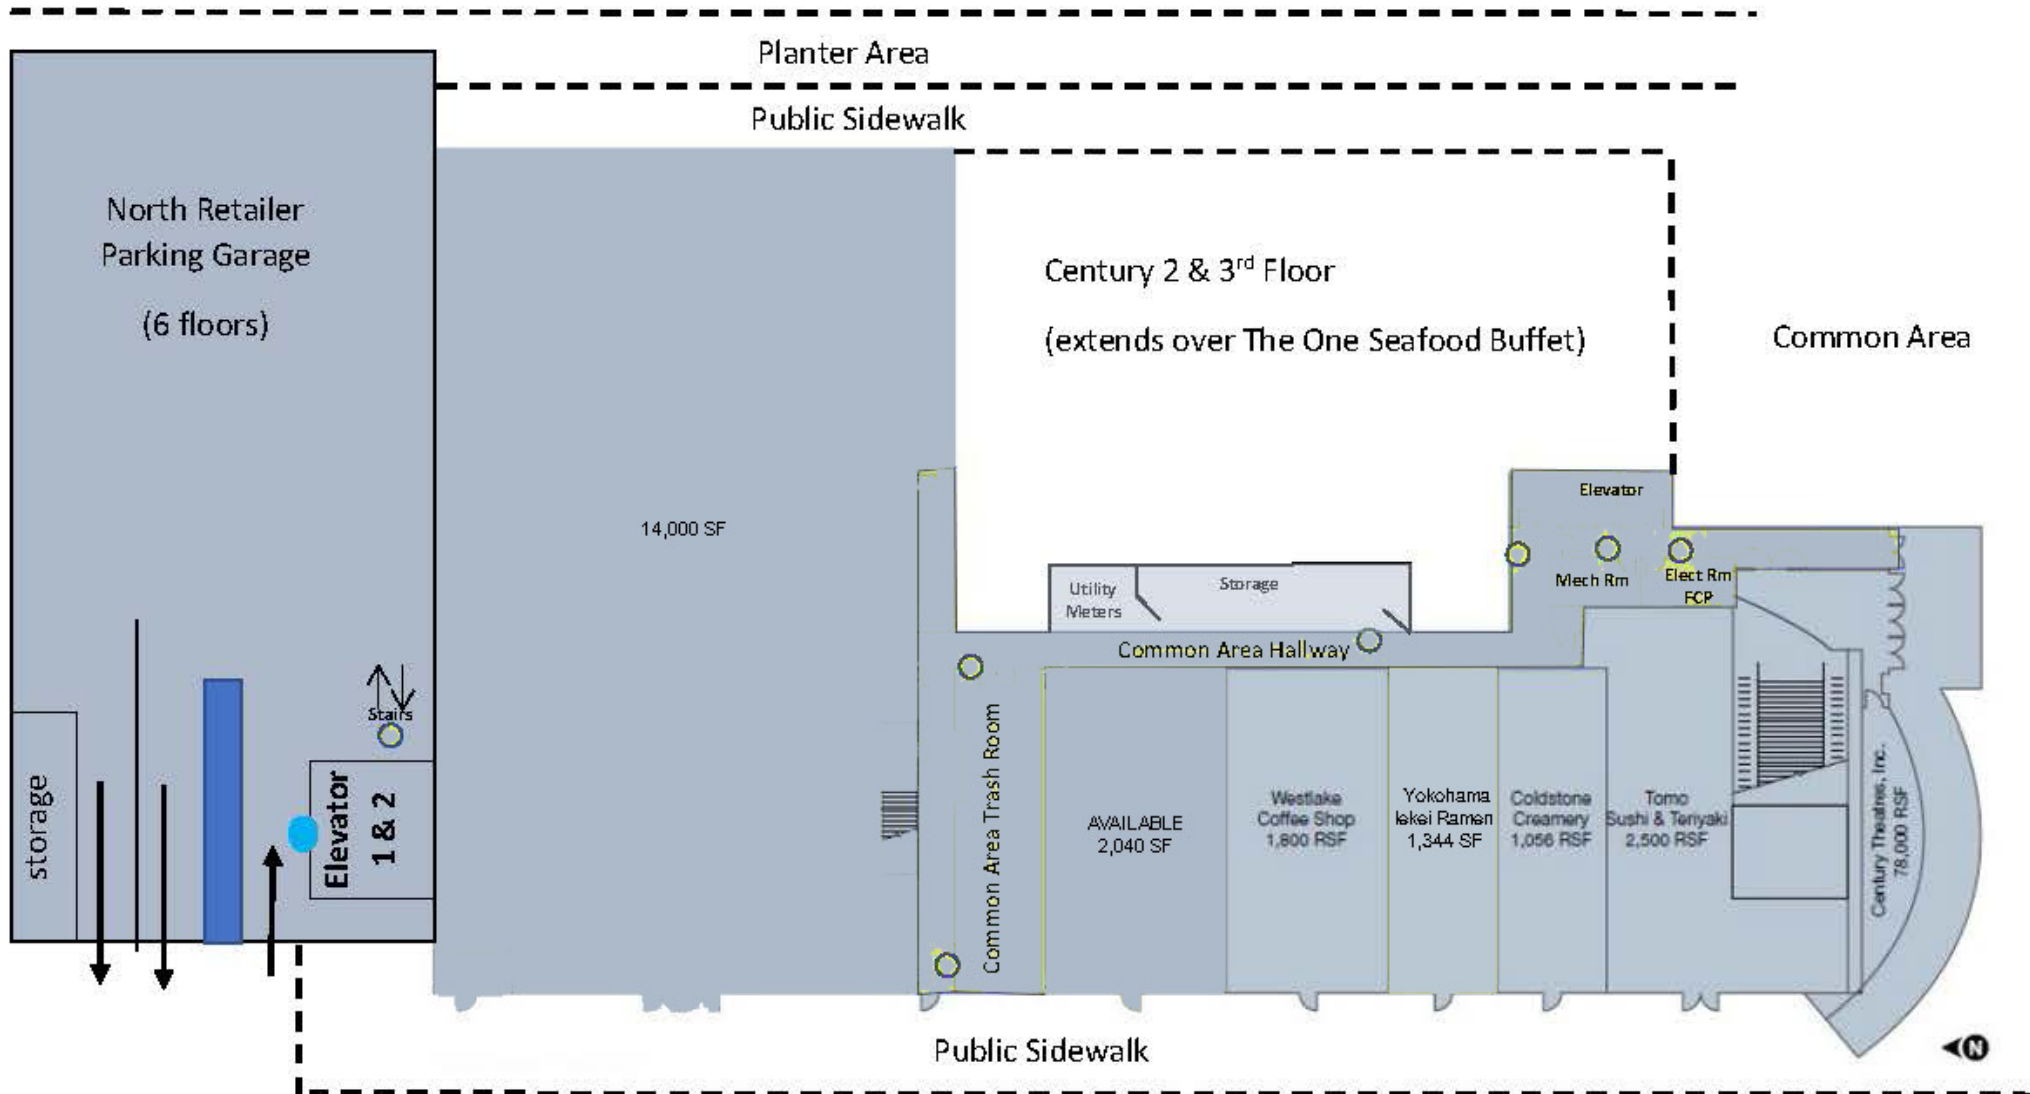 Planter Area
Public Sidewalk
North Retailer
Parking Garage
(6 floors)
Century 2 & 3rd Floor
(extends over The One Seafood Buffet)
Common Area
14,000 SF
Elevator
Mech Rm
Elect Rm
FCP
Utility
Meters
Storage
Common Area Hallway
Stairs
storage
Elevator
1 & 2
Common Area Trash Room
AVAILABLE
2,040 SF
Westlake
Coffee Shop
1,800 RSF
Yokohama
Iekei Ramen
1,344 SF
Coldstone
Creamery
1,056 RSF
Tomo
Sushi & Teriyaki
2,500 RSF
Century Theatres, Inc.
78,000 RSF
Public Sidewalk
N